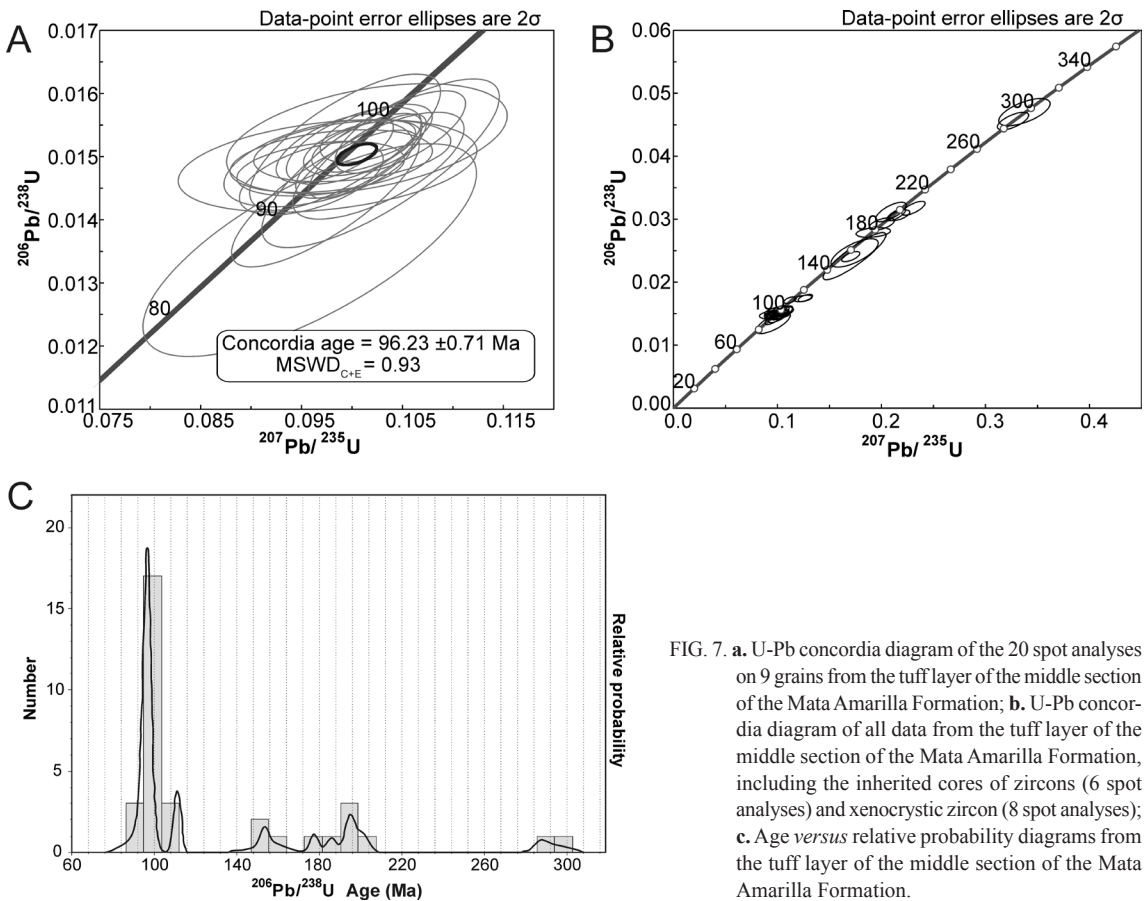 Data-point error ellipses are 2σ
A
0.017
0.016
0.015
0.014
0.013
0.012
0.011
0.075
0.085
0.095
0.105
0.115
206Pb/238U
207Pb/ 235U
100
90
80
Concordia age = 96.23 ±0.71 Ma
MSWDC+E = 0.93
Data-point error ellipses are 2σ
B
0.06
0.05
0.04
0.03
0.02
0.01
0.00
0.0
0.1
0.2
0.3
0.4
206Pb/238U
207Pb/ 235U
340
300
260
220
180
140
100
60
20
C
20
15
10
5
0
60
100
140
180
220
260
300
Number
Relative probability
206Pb/238U Age (Ma)
FIG. 7. a. U-Pb concordia diagram of the 20 spot analyses
on 9 grains from the tuff layer of the middle section
of the Mata Amarilla Formation; b. U-Pb concor-
dia diagram of all data from the tuff layer of the
middle section of the Mata Amarilla Formation,
including the inherited cores of zircons (6 spot
analyses) and xenocrystic zircon (8 spot analyses);
c. Age versus relative probability diagrams from
the tuff layer of the middle section of the Mata
Amarilla Formation.